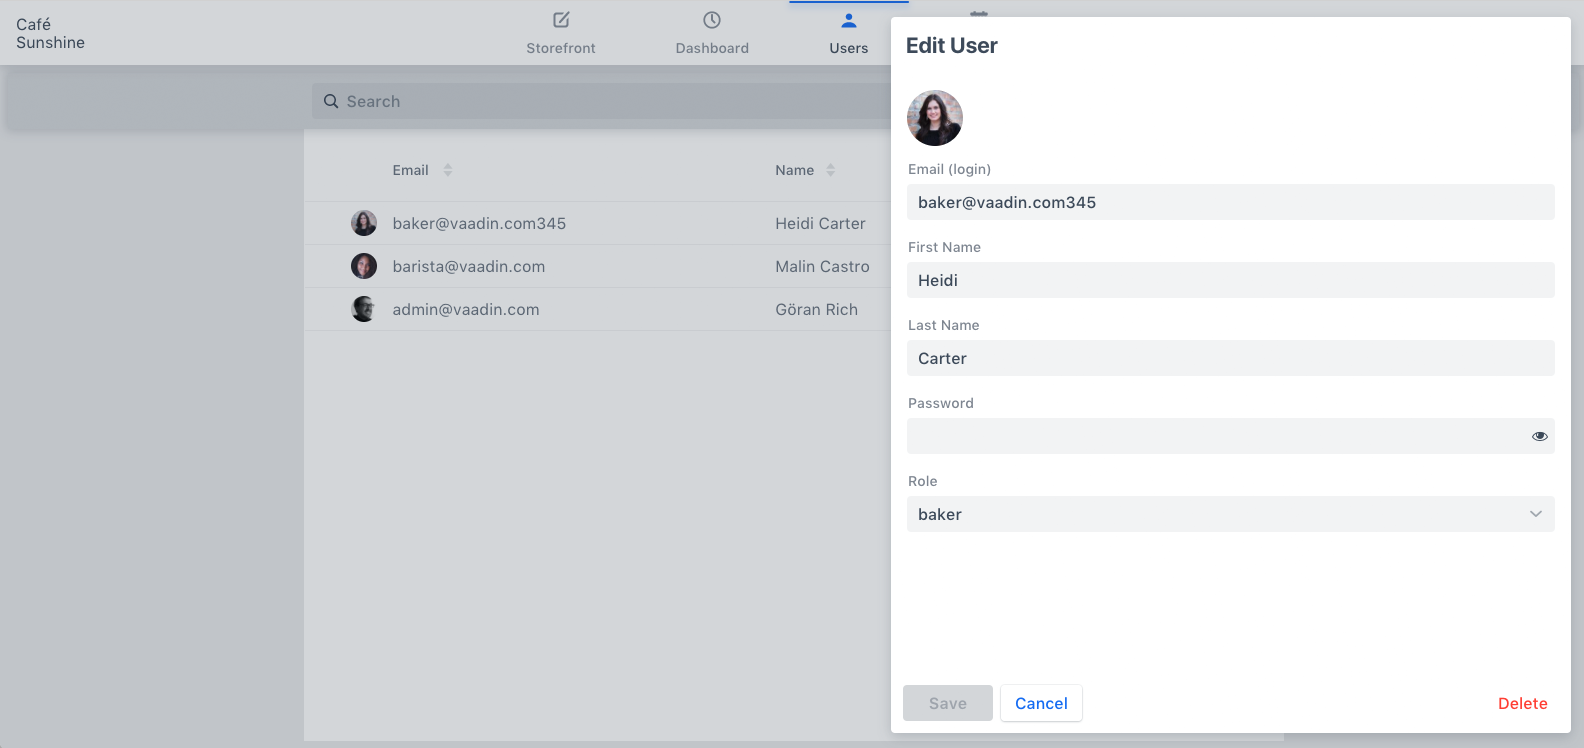 Café
Sunshine
Storefront
Dashboard
Users
Search
Email
Name
baker@vaadin.com345
Heidi Carter
barista@vaadin.com
Malin Castro
admin@vaadin.com
Göran Rich
Edit User
Email (login)
baker@vaadin.com345
First Name
Heidi
Last Name
Carter
Password
Role
baker
Save
Cancel
Delete